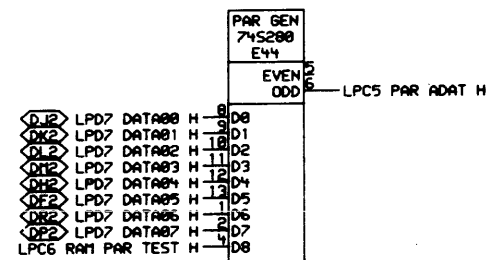 PAR GEN
74S280
E44
EVEN 5
ODD 6 LPC5 PAR ADAT H
DJ2 LPD7 DATA00 H 8 D0
DK2 LPD7 DATA01 H 9 D1
DL2 LPD7 DATA02 H 10 D2
DM2 LPD7 DATA03 H 11 D3
DH2 LPD7 DATA04 H 12 D4
DF2 LPD7 DATA05 H 13 D5
DR2 LPD7 DATA06 H 1 D6
DP2 LPD7 DATA07 H 2 D7
LPC6 RAM PAR TEST H 4 D8